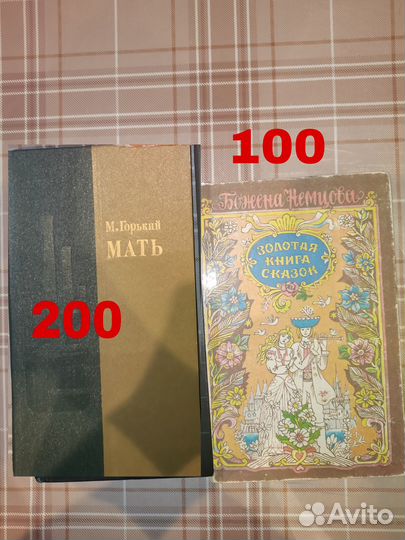 100
Божена Немцова
ЗОЛОТАЯ
КНИГА
СКАЗОК
М. Горький
МАТЬ
200
Avito